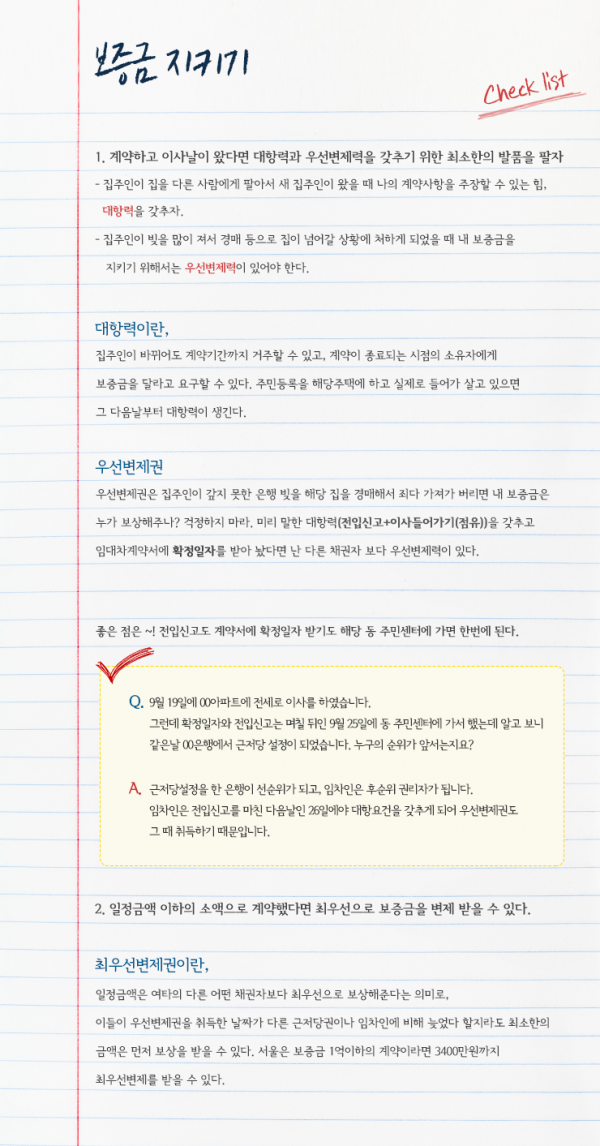 보증금 지키기
Check list
1. 계약하고 이사날이 왔다면 대항력과 우선변제력을 갖추기 위한 최소한의 발품을 팔자
- 집주인이 집을 다른 사람에게 팔아서 새 집주인이 왔을 때 나의 계약사항을 주장할 수 있는 힘,
대항력을 갖추자.
- 집주인이 빚을 많이 져서 경매 등으로 집이 넘어갈 상황에 처하게 되었을 때 내 보증금을
지키기 위해서는 우선변제력이 있어야 한다.
대항력이란,
집주인이 바뀌어도 계약기간까지 거주할 수 있고, 계약이 종료되는 시점의 소유자에게
보증금을 달라고 요구할 수 있다. 주민등록을 해당주택에 하고 실제로 들어가 살고 있으면
그 다음날부터 대항력이 생긴다.
우선변제권
우선변제권은 집주인이 갚지 못한 은행 빚을 해당 집을 경매해서 죄다 가져가 버리면 내 보증금은
누가 보상해주나? 걱정하지 마라. 미리 말한 대항력(전입신고+이사들어가기(점유))을 갖추고
임대차계약서에 확정일자를 받아 놨다면 난 다른 채권자 보다 우선변제력이 있다.
좋은 점은 ~! 전입신고도 계약서에 확정일자 받기도 해당 동 주민센터에 가면 한번에 된다.
Q. 9월 19일에 00아파트에 전세로 이사를 하였습니다.
그런데 확정일자와 전입신고는 며칠 뒤인 9월 25일에 동 주민센터에 가서 했는데 알고 보니
같은날 00은행에서 근저당 설정이 되었습니다. 누구의 순위가 앞서는지요?
A. 근저당설정을 한 은행이 선순위가 되고, 임차인은 후순위 권리자가 됩니다.
임차인은 전입신고를 마친 다음날인 26일에야 대항요건을 갖추게 되어 우선변제권도
그 때 취득하기 때문입니다.
2. 일정금액 이하의 소액으로 계약했다면 최우선으로 보증금을 변제 받을 수 있다.
최우선변제권이란,
일정금액은 여타의 다른 어떤 채권자보다 최우선으로 보상해준다는 의미로,
이들이 우선변제권을 취득한 날짜가 다른 근저당권이나 임차인에 비해 늦었다 할지라도 최소한의
금액은 먼저 보상을 받을 수 있다. 서울은 보증금 1억이하의 계약이라면 3400만원까지
최우선변제를 받을 수 있다.